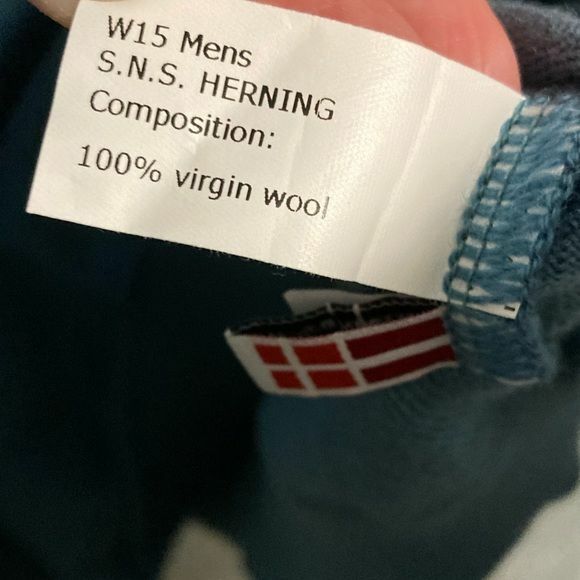 W15 Mens
S.N.S. HERNING
Composition:
100% virgin wool